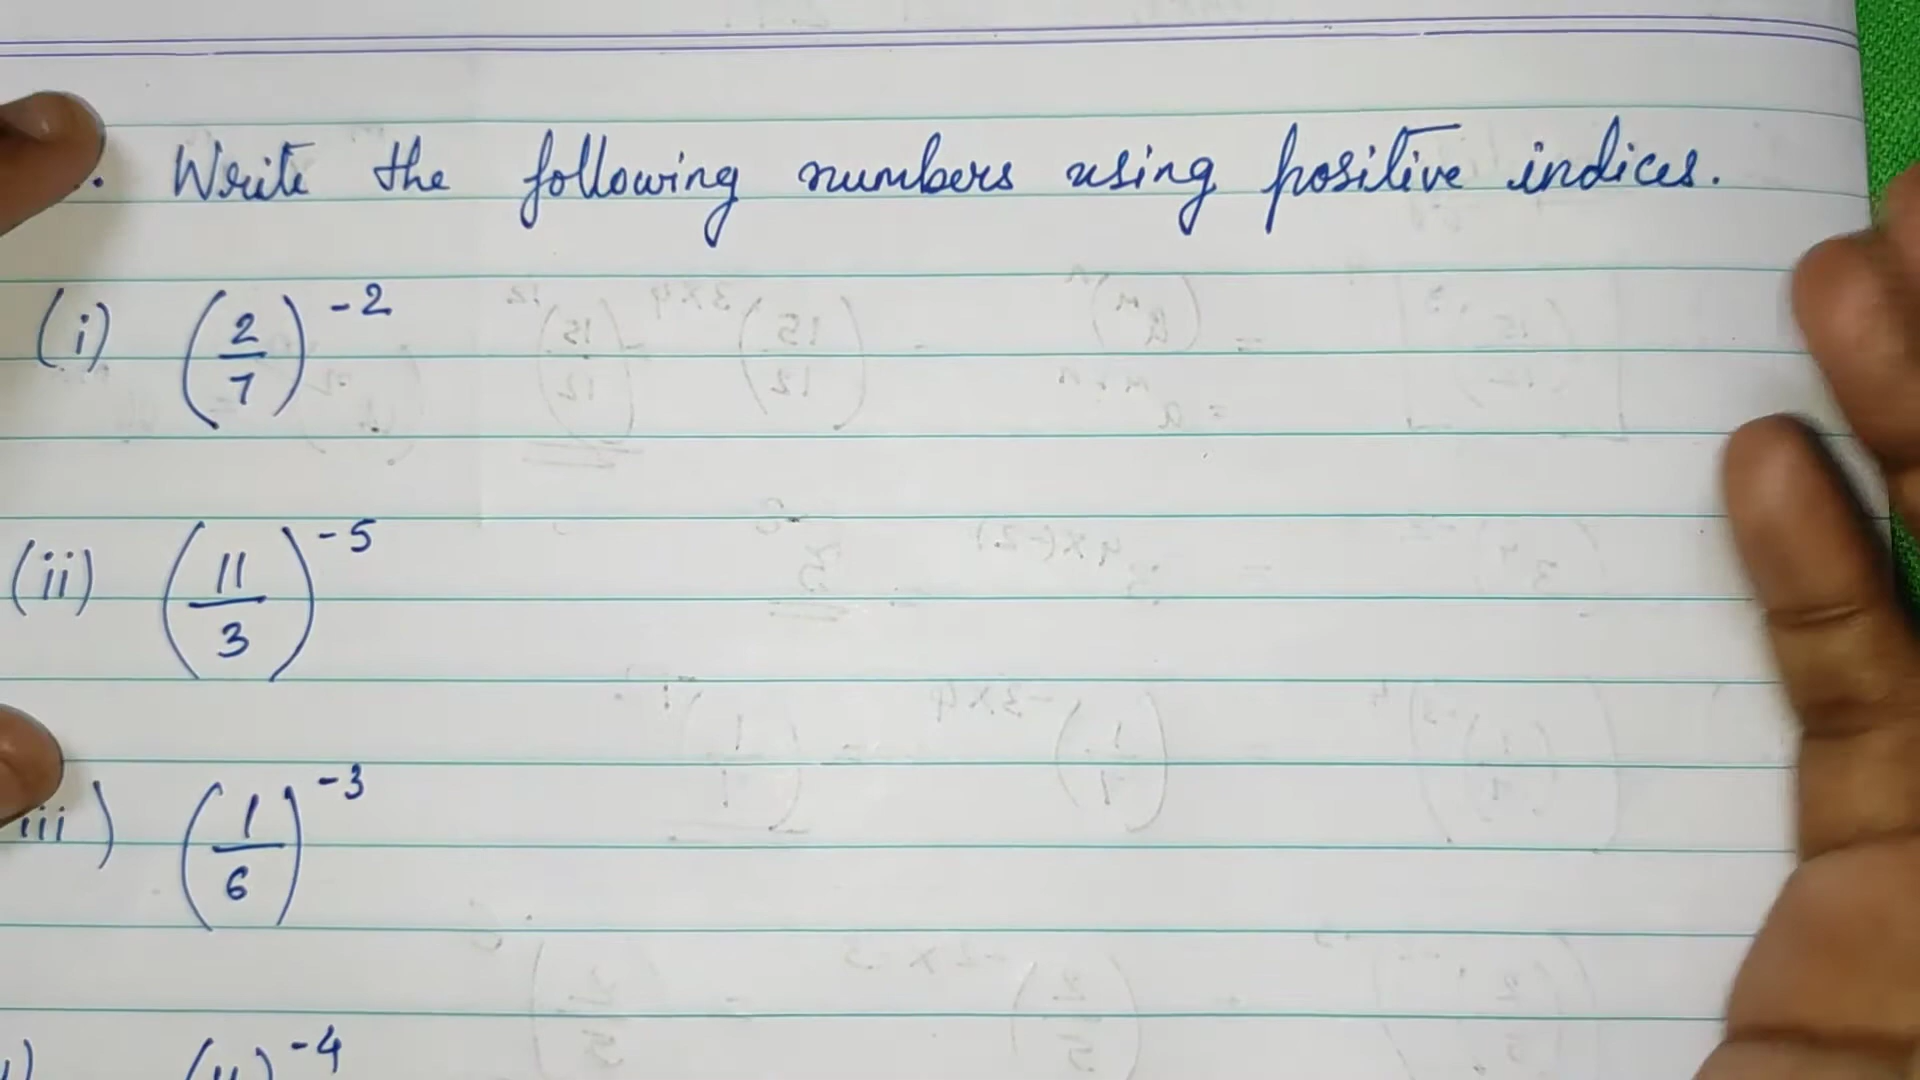 Write the following numbers using positive indices.
(i) (2/7)^-2
(ii) (11/3)^-5
iii) (1/6)^-3
) ( )^-4